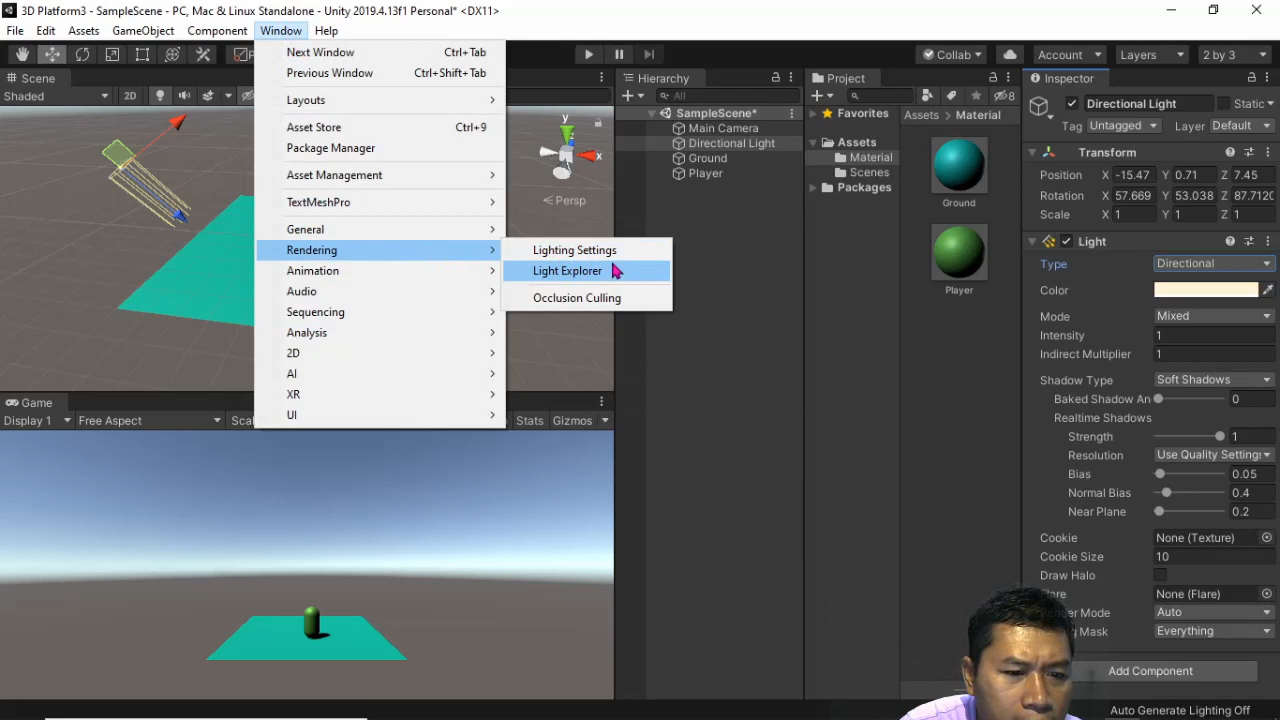 3D Platform3 - SampleScene - PC, Mac & Linux Standalone - Unity 2019.4.13f1 Personal* <DX11>
File Edit Assets GameObject Component Window Help
Collab Account Layers 2 by 3
Scene
Shaded 2D
Next Window Ctrl+Tab
Previous Window Ctrl+Shift+Tab
Layouts
Asset Store Ctrl+9
Package Manager
Asset Management
TextMeshPro
General
Rendering
Animation
Audio
Sequencing
Analysis
2D
AI
XR
UI
Lighting Settings
Light Explorer
Occlusion Culling
y
x
Persp
Game
Display 1 Free Aspect Stats Gizmos
Hierarchy
All
SampleScene*
Main Camera
Directional Light
Ground
Player
Project
8
Favorites
Assets
Material
Scenes
Packages
Assets Material
Ground
Player
Inspector
Directional Light Static
Tag Untagged Layer Default
Transform
Position X -15.47 Y 0.71 Z 7.45
Rotation X 57.669 Y 53.038 Z 87.7120
Scale X 1 Y 1 Z 1
Light
Type Directional
Color
Mode Mixed
Intensity 1
Indirect Multiplier 1
Shadow Type Soft Shadows
Baked Shadow An 0
Realtime Shadows
Strength 1
Resolution Use Quality Settings
Bias 0.05
Normal Bias 0.4
Near Plane 0.2
Cookie None (Texture)
Cookie Size 10
Draw Halo
None (Flare)
Mode Auto
Mask Everything
Add Component
Auto Generate Lighting Off